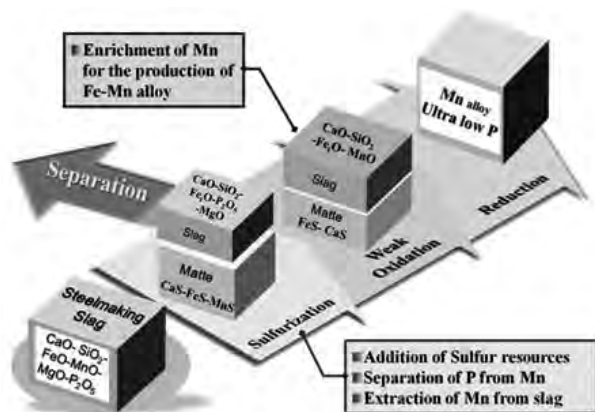 Enrichment of Mn
for the production of
Fe-Mn alloy
Mn alloy
Ultra low P
CaO-SiO₂
-FeₜO- MnO
Slag
Matte
FeS- CaS
Separation
CaO-SiO₂-
FeₜO-P₂O₅
-MgO
Slag
Matte
CaS-FeS-MnS
Reduction
Weak
Oxidation
Sulfurization
Steelmaking
Slag
CaO- SiO₂-
FeO-MnO-
MgO-P₂O₅
Addition of Sulfur resources
Separation of P from Mn
Extraction of Mn from slag